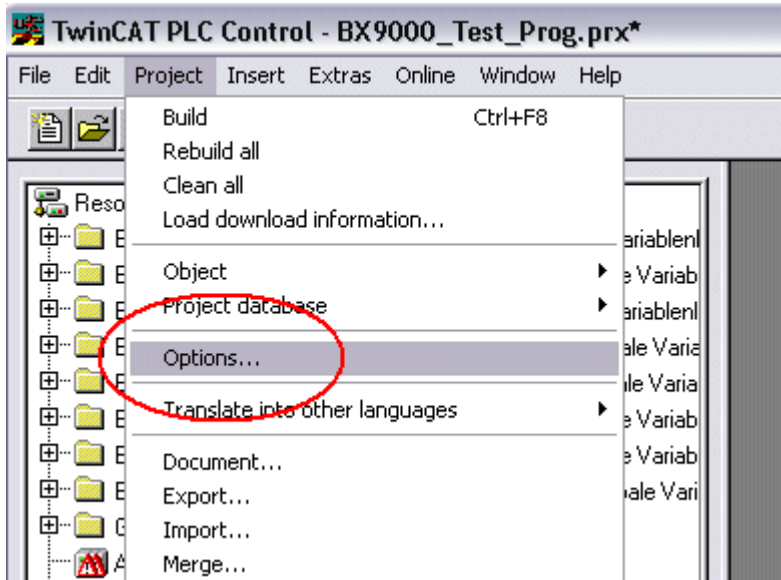 TwinCAT PLC Control - BX9000_Test_Prog.prx*
File Edit Project Insert Extras Online Window Help
Build Ctrl+F8
Rebuild all
Clean all
Load download information...
Object
Project database
Options...
Translate into other languages
Document...
Export...
Import...
Merge...